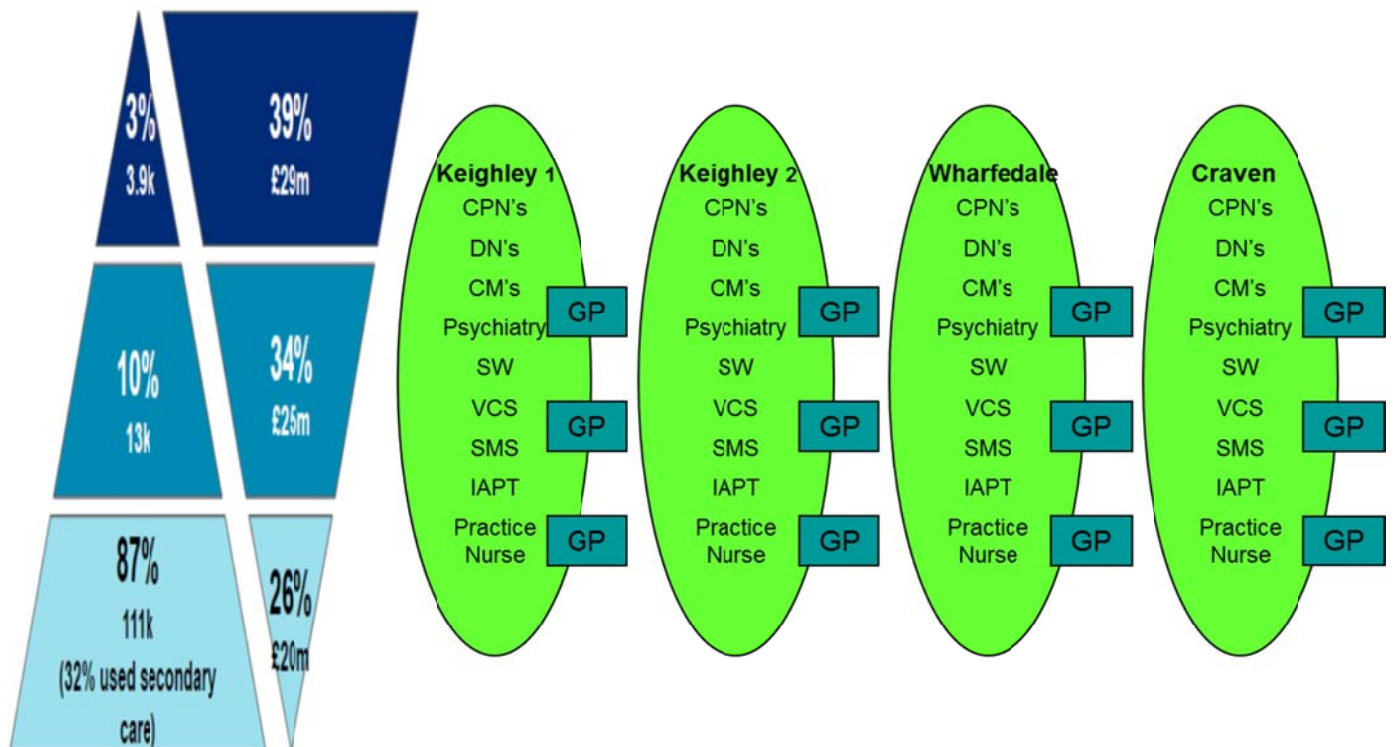 3%
3.9k
39%
£29m
10%
13k
34%
£25m
87%
111k
(32% used secondary
care)
26%
£20m
Keighley 1
CPN's
DN's
CM's
Psychiatry
SW
VCS
SMS
IAPT
Practice
Nurse
GP
GP
GP
Keighley 2
CPN's
DN's
CM's
Psychiatry
SW
VCS
SMS
IAPT
Practice
Nurse
GP
GP
GP
Wharfedale
CPN's
DN's
CM's
Psychiatry
SW
VCS
SMS
IAPT
Practice
Nurse
GP
GP
GP
Craven
CPN's
DN's
CM's
Psychiatry
SW
VCS
SMS
IAPT
Practice
Nurse
GP
GP
GP